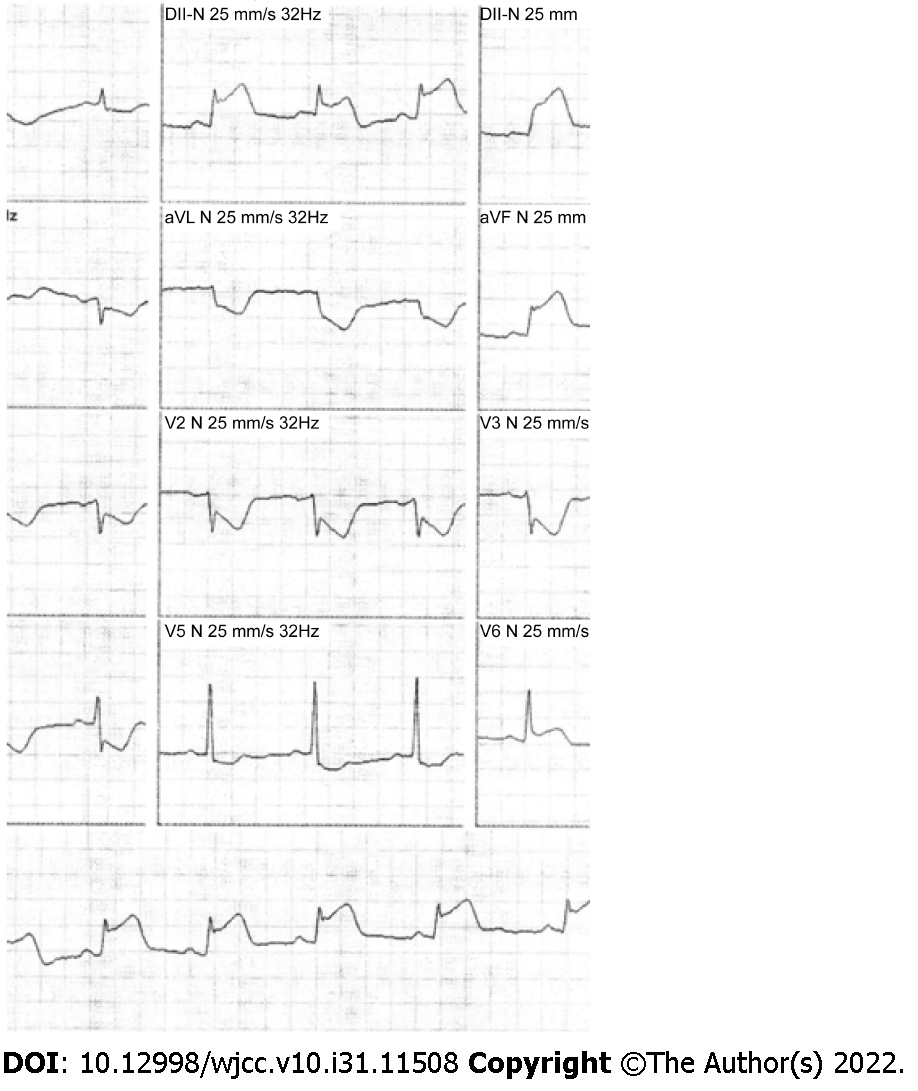 DII-N 25 mm/s 32Hz
DII-N 25 mm
lz
aVL N 25 mm/s 32Hz
aVF N 25 mm
V2 N 25 mm/s 32Hz
V3 N 25 mm/s
V5 N 25 mm/s 32Hz
V6 N 25 mm/s
DOI: 10.12998/wjcc.v10.i31.11508 Copyright ©The Author(s) 2022.